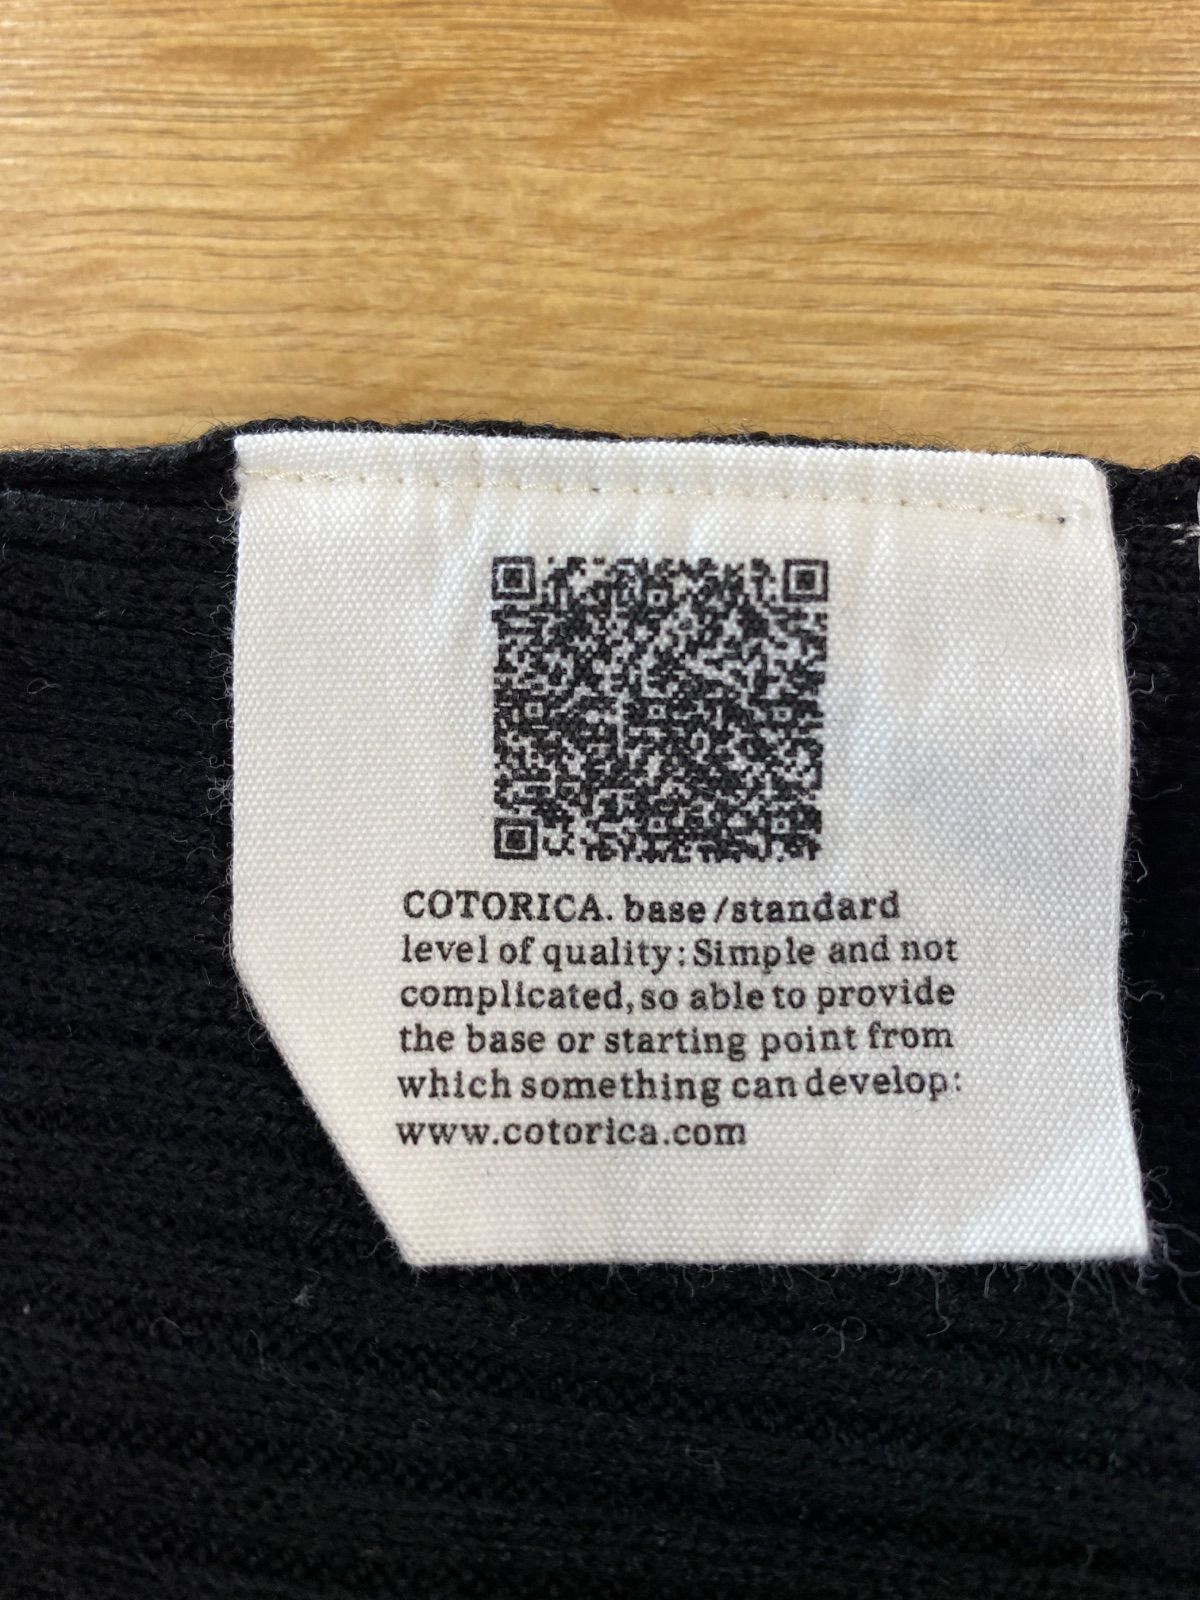 COTORICA. base/standard
level of quality: Simple and not
complicated, so able to provide
the base or starting point from
which something can develop:
www.cotorica.com